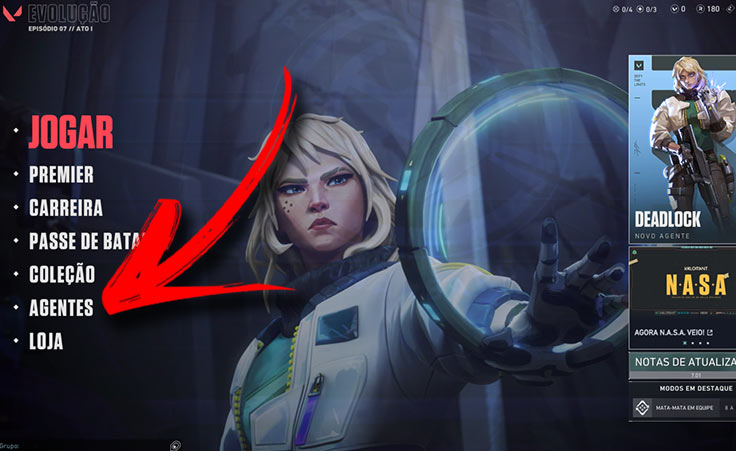 EVOLUÇÃO
EPISÓDIO 07 // ATO I
0/4 0/3 0 180
JOGAR
PREMIER
CARREIRA
PASSE DE BATA
COLEÇÃO
AGENTES
LOJA
DEADLOCK
NOVO AGENTE
VALORANT
N.A.S.A
AGORA N.A.S.A. VEIO!
NOTAS DE ATUALIZA
7.01
MODOS EM DESTAQUE
MATA-MATA EM EQUIPE 8 A
Grupo: